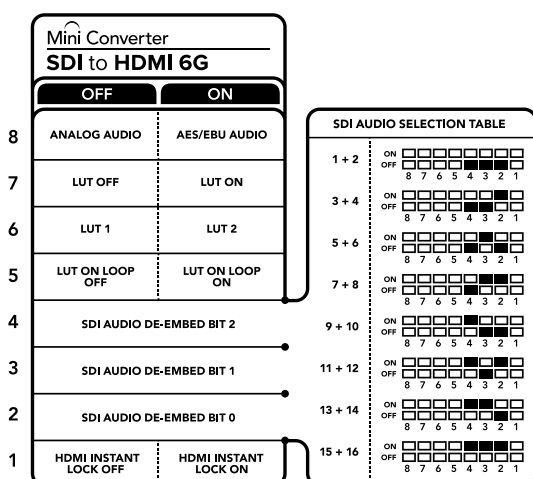 Mini Converter
SDI to HDMI 6G
OFF ON
8 ANALOG AUDIO AES/EBU AUDIO
7 LUT OFF LUT ON
6 LUT 1 LUT 2
5 LUT ON LOOP OFF LUT ON LOOP ON
4 SDI AUDIO DE-EMBED BIT 2
3 SDI AUDIO DE-EMBED BIT 1
2 SDI AUDIO DE-EMBED BIT 0
1 HDMI INSTANT LOCK OFF HDMI INSTANT LOCK ON
SDI AUDIO SELECTION TABLE
1 + 2 ON
OFF
8 7 6 5 4 3 2 1
3 + 4 ON
OFF
8 7 6 5 4 3 2 1
5 + 6 ON
OFF
8 7 6 5 4 3 2 1
7 + 8 ON
OFF
8 7 6 5 4 3 2 1
9 + 10 ON
OFF
8 7 6 5 4 3 2 1
11 + 12 ON
OFF
8 7 6 5 4 3 2 1
13 + 14 ON
OFF
8 7 6 5 4 3 2 1
15 + 16 ON
OFF
8 7 6 5 4 3 2 1